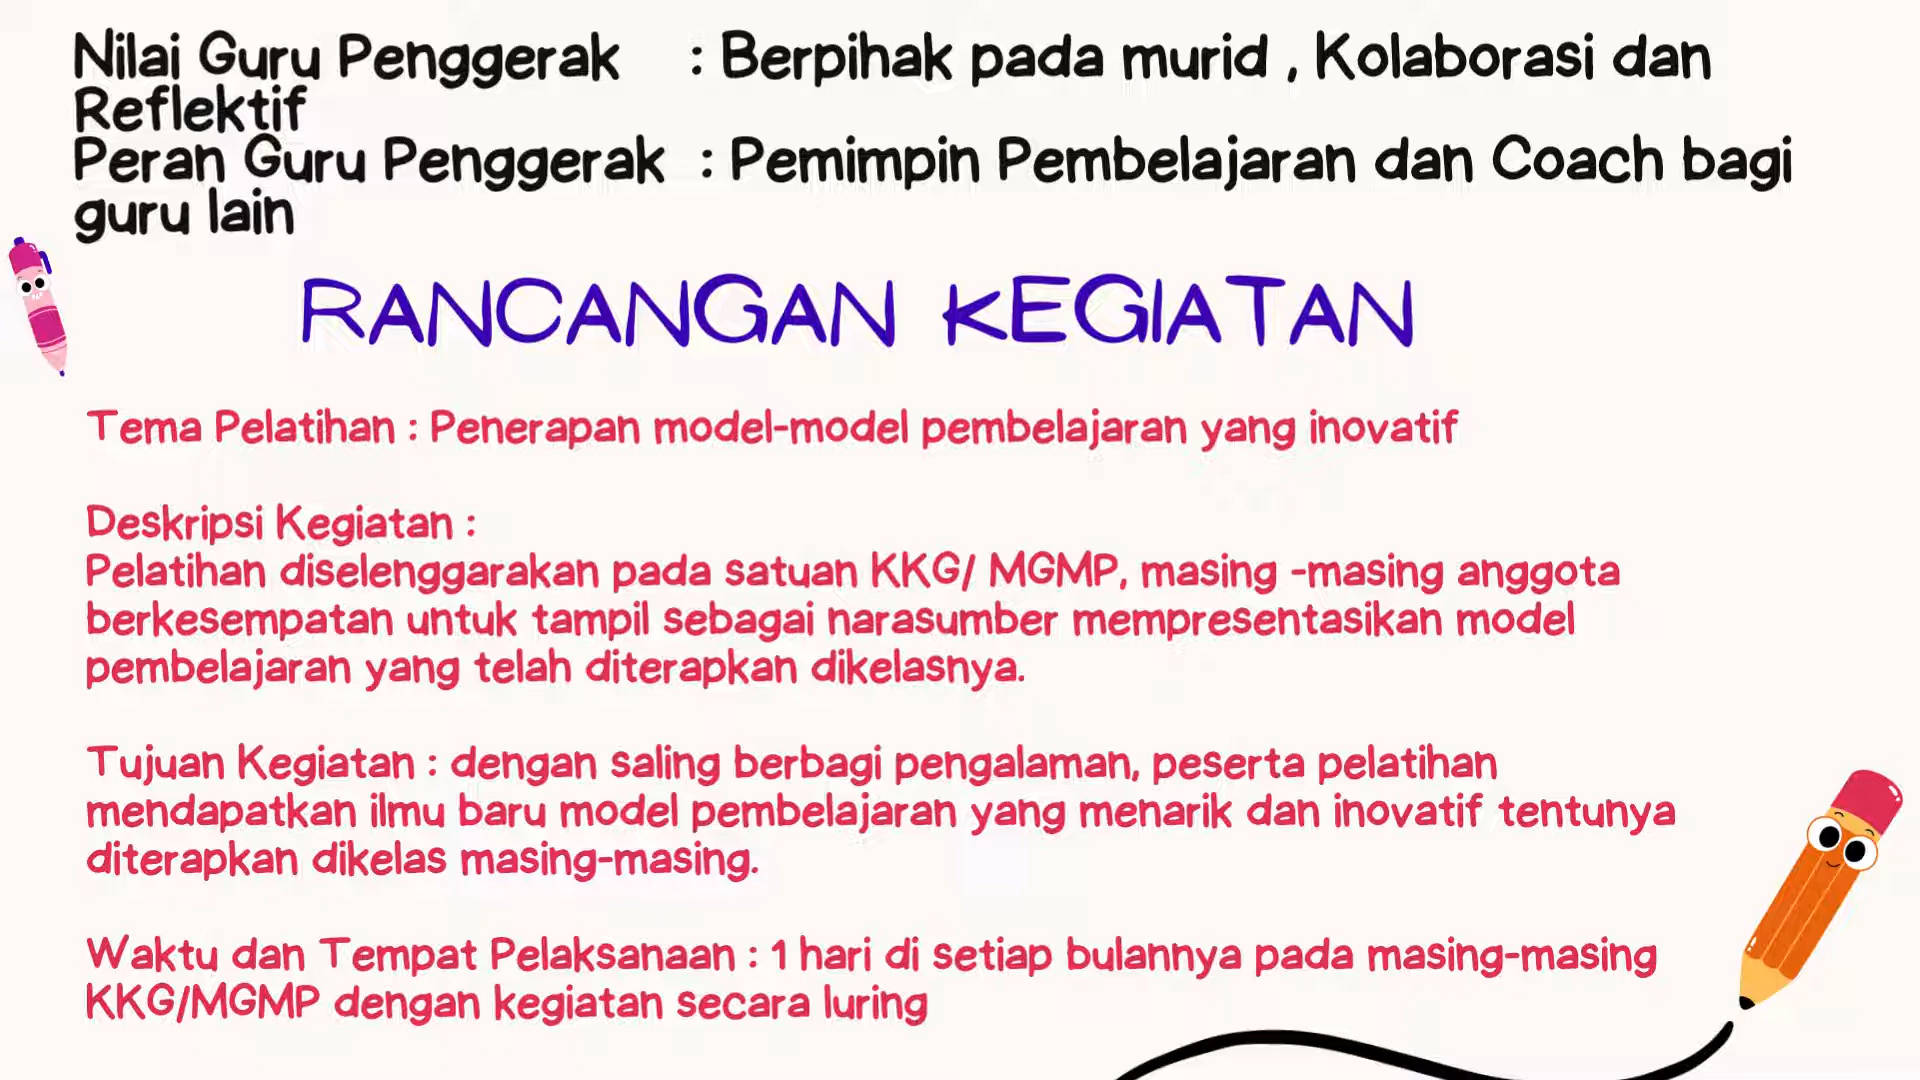 Nilai Guru Penggerak : Berpihak pada murid , Kolaborasi dan
Reflektif
Peran Guru Penggerak : Pemimpin Pembelajaran dan Coach bagi
guru lain
RANCANGAN KEGIATAN
Tema Pelatihan : Penerapan model-model pembelajaran yang inovatif
Deskripsi Kegiatan :
Pelatihan diselenggarakan pada satuan KKG/ MGMP, masing -masing anggota
berkesempatan untuk tampil sebagai narasumber mempresentasikan model
pembelajaran yang telah diterapkan dikelasnya.
Tujuan Kegiatan : dengan saling berbagi pengalaman, peserta pelatihan
mendapatkan ilmu baru model pembelajaran yang menarik dan inovatif tentunya
diterapkan dikelas masing-masing.
Waktu dan Tempat Pelaksanaan : 1 hari di setiap bulannya pada masing-masing
KKG/MGMP dengan kegiatan secara luring